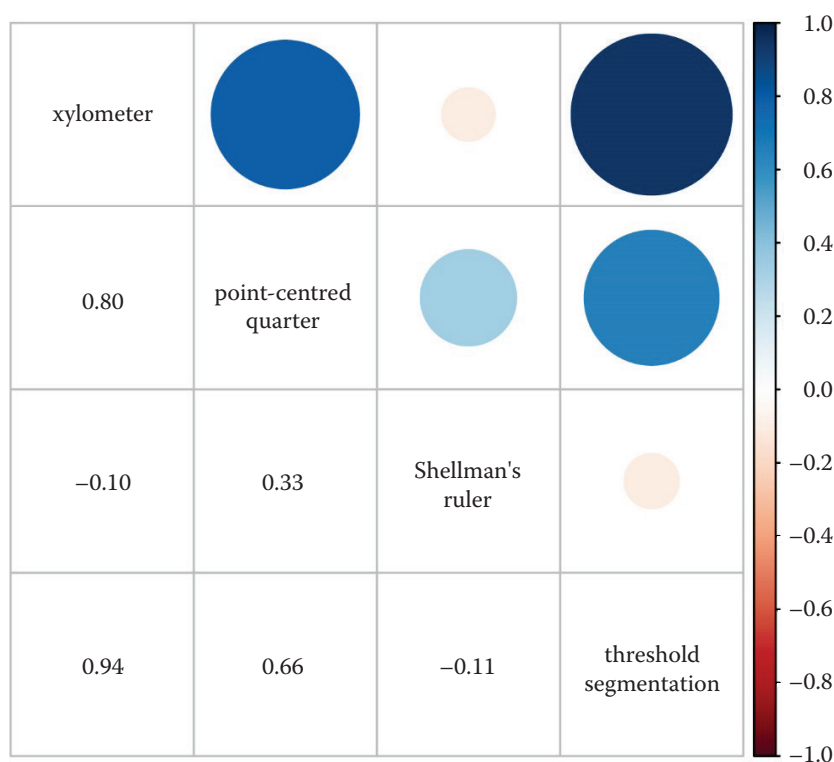 xylometer
0.80
point-centred
quarter
–0.10
0.33
Shellman's
ruler
0.94
0.66
–0.11
threshold
segmentation
1.0
0.8
0.6
0.4
0.2
0.0
–0.2
–0.4
–0.6
–0.8
–1.0